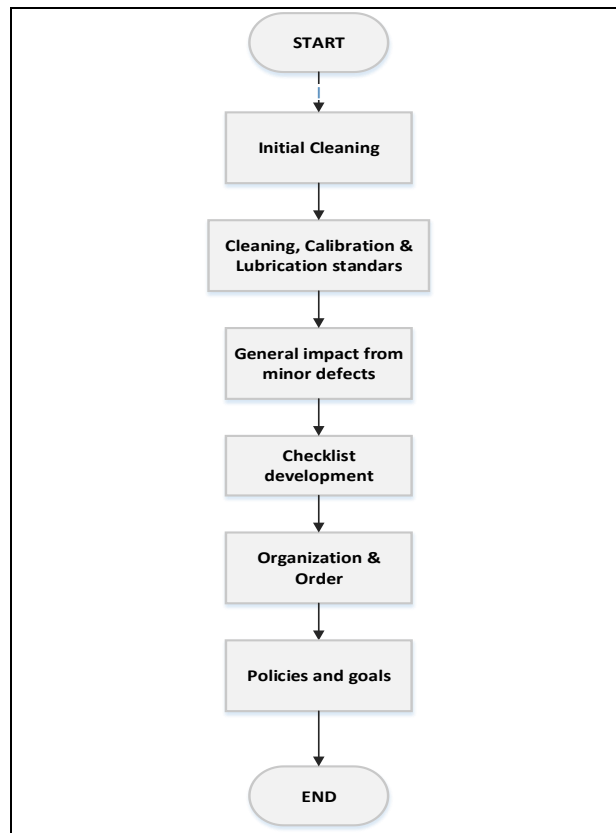 START
Initial Cleaning
Cleaning, Calibration &
Lubrication standars
General impact from
minor defects
Checklist
development
Organization &
Order
Policies and goals
END